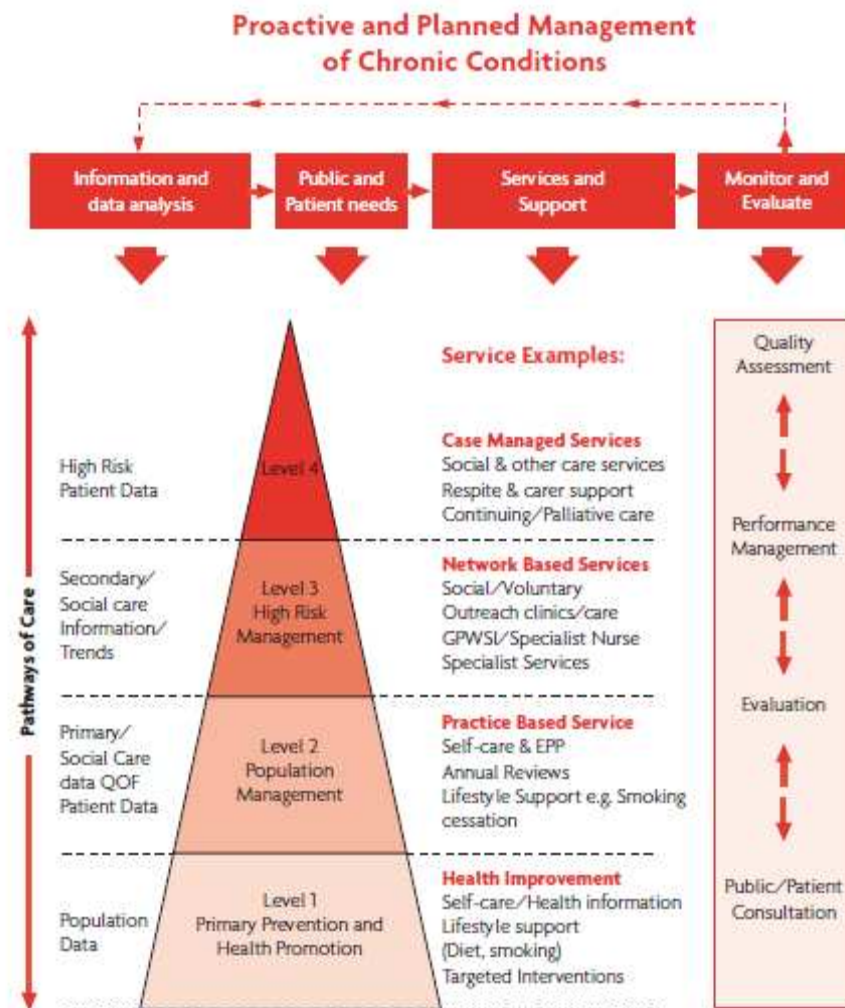 Proactive and Planned Management
of Chronic Conditions
Information and
data analysis
Public and
Patient needs
Services and
Support
Monitor and
Evaluate
Pathways of Care
High Risk
Patient Data
Level 4
Service Examples:
Case Managed Services
Social & other care services
Respite & carer support
Continuing/Palliative care
Secondary/
Social care
Information/
Trends
Level 3
High Risk
Management
Network Based Services
Social/Voluntary
Outreach clinics/care
GPWSI/Specialist Nurse
Specialist Services
Primary/
Social Care
data QOF
Patient Data
Level 2
Population
Management
Practice Based Service
Self-care & EPP
Annual Reviews
Lifestyle Support e.g. Smoking
cessation
Population
Data
Level 1
Primary Prevention and
Health Promotion
Health Improvement
Self-care/Health information
Lifestyle support
(Diet, smoking)
Targeted Interventions
Quality
Assessment
Performance
Management
Evaluation
Public/Patient
Consultation